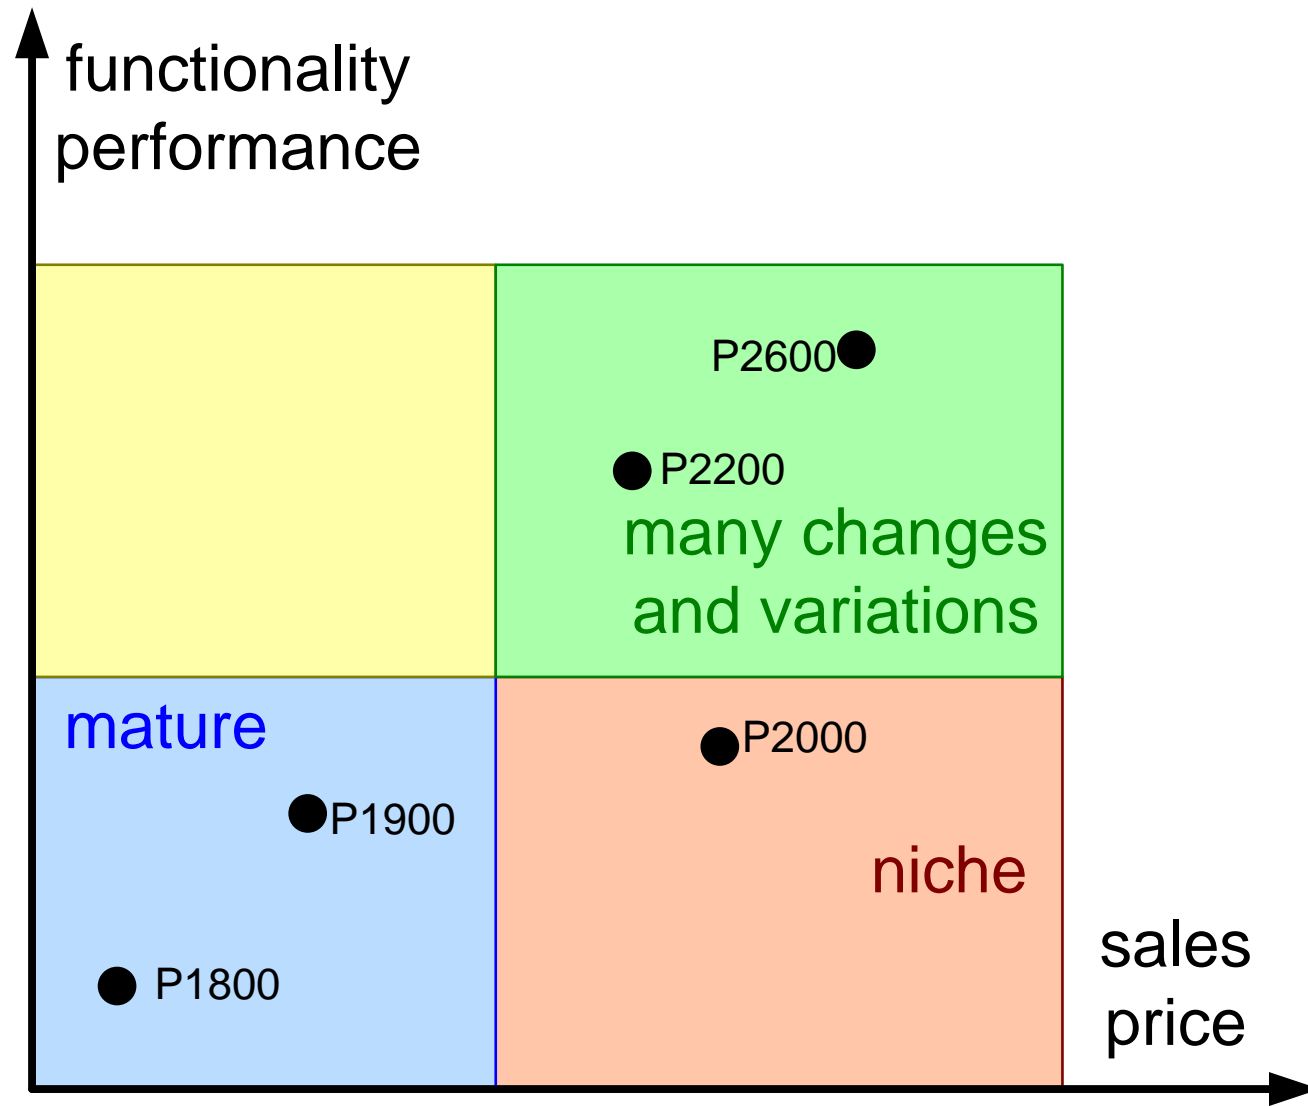 functionality
performance
P2600
P2200
many changes
and variations
mature
P2000
P1900
niche
sales
price
P1800